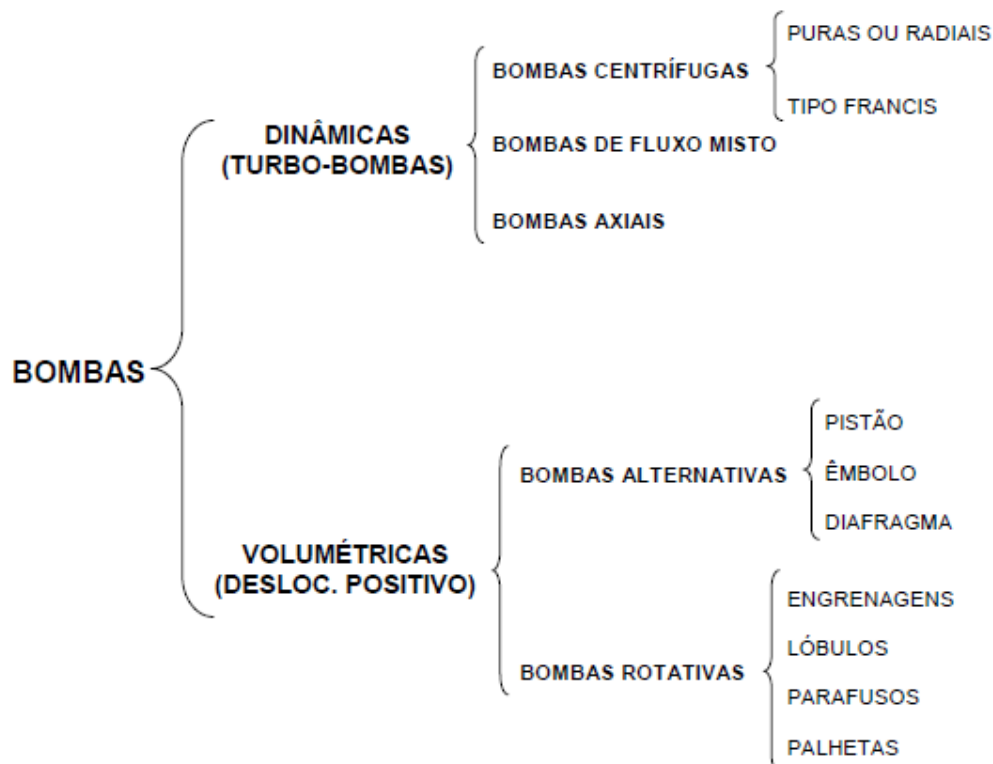 PURAS OU RADIAIS
BOMBAS CENTRÍFUGAS
TIPO FRANCIS
DINÂMICAS
(TURBO-BOMBAS)
BOMBAS DE FLUXO MISTO
BOMBAS AXIAIS
BOMBAS
PISTÃO
BOMBAS ALTERNATIVAS
ÊMBOLO
DIAFRAGMA
VOLUMÉTRICAS
(DESLOC. POSITIVO)
ENGRENAGENS
LÓBULOS
BOMBAS ROTATIVAS
PARAFUSOS
PALHETAS